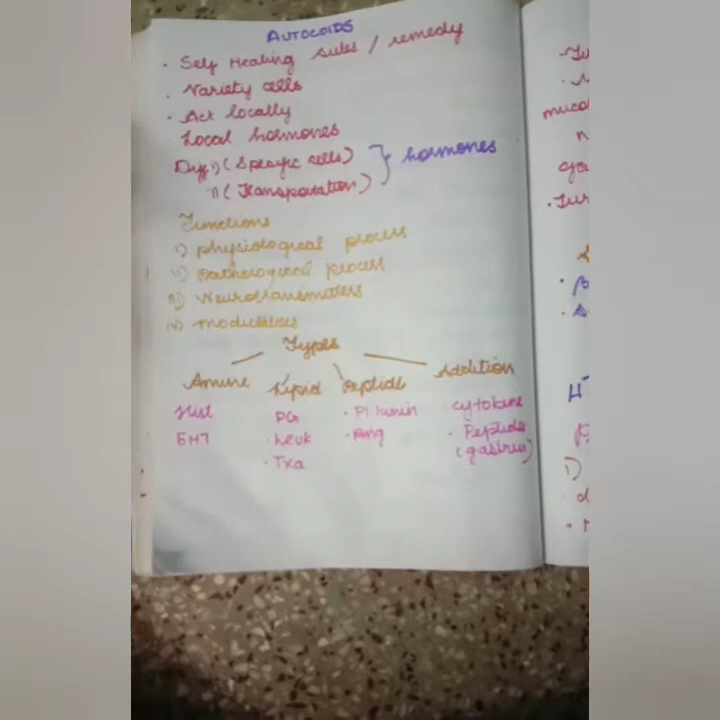 AUTOCOIDS
· Self Healing subs / remedy
· Variety cells
· Act locally
Local hormones
Diff i) (Specific cells) } hormones
ii) (Transportation)
Functions
i) physiological process
ii) Pathological process
iii) Neurotransmitters
iv) modulators
Types
Amine Lipid Peptide Addition
Hist PG · Pl kinin cytokine
5HT · Leuk · Ang · Peptide
· Txa (gastrin)